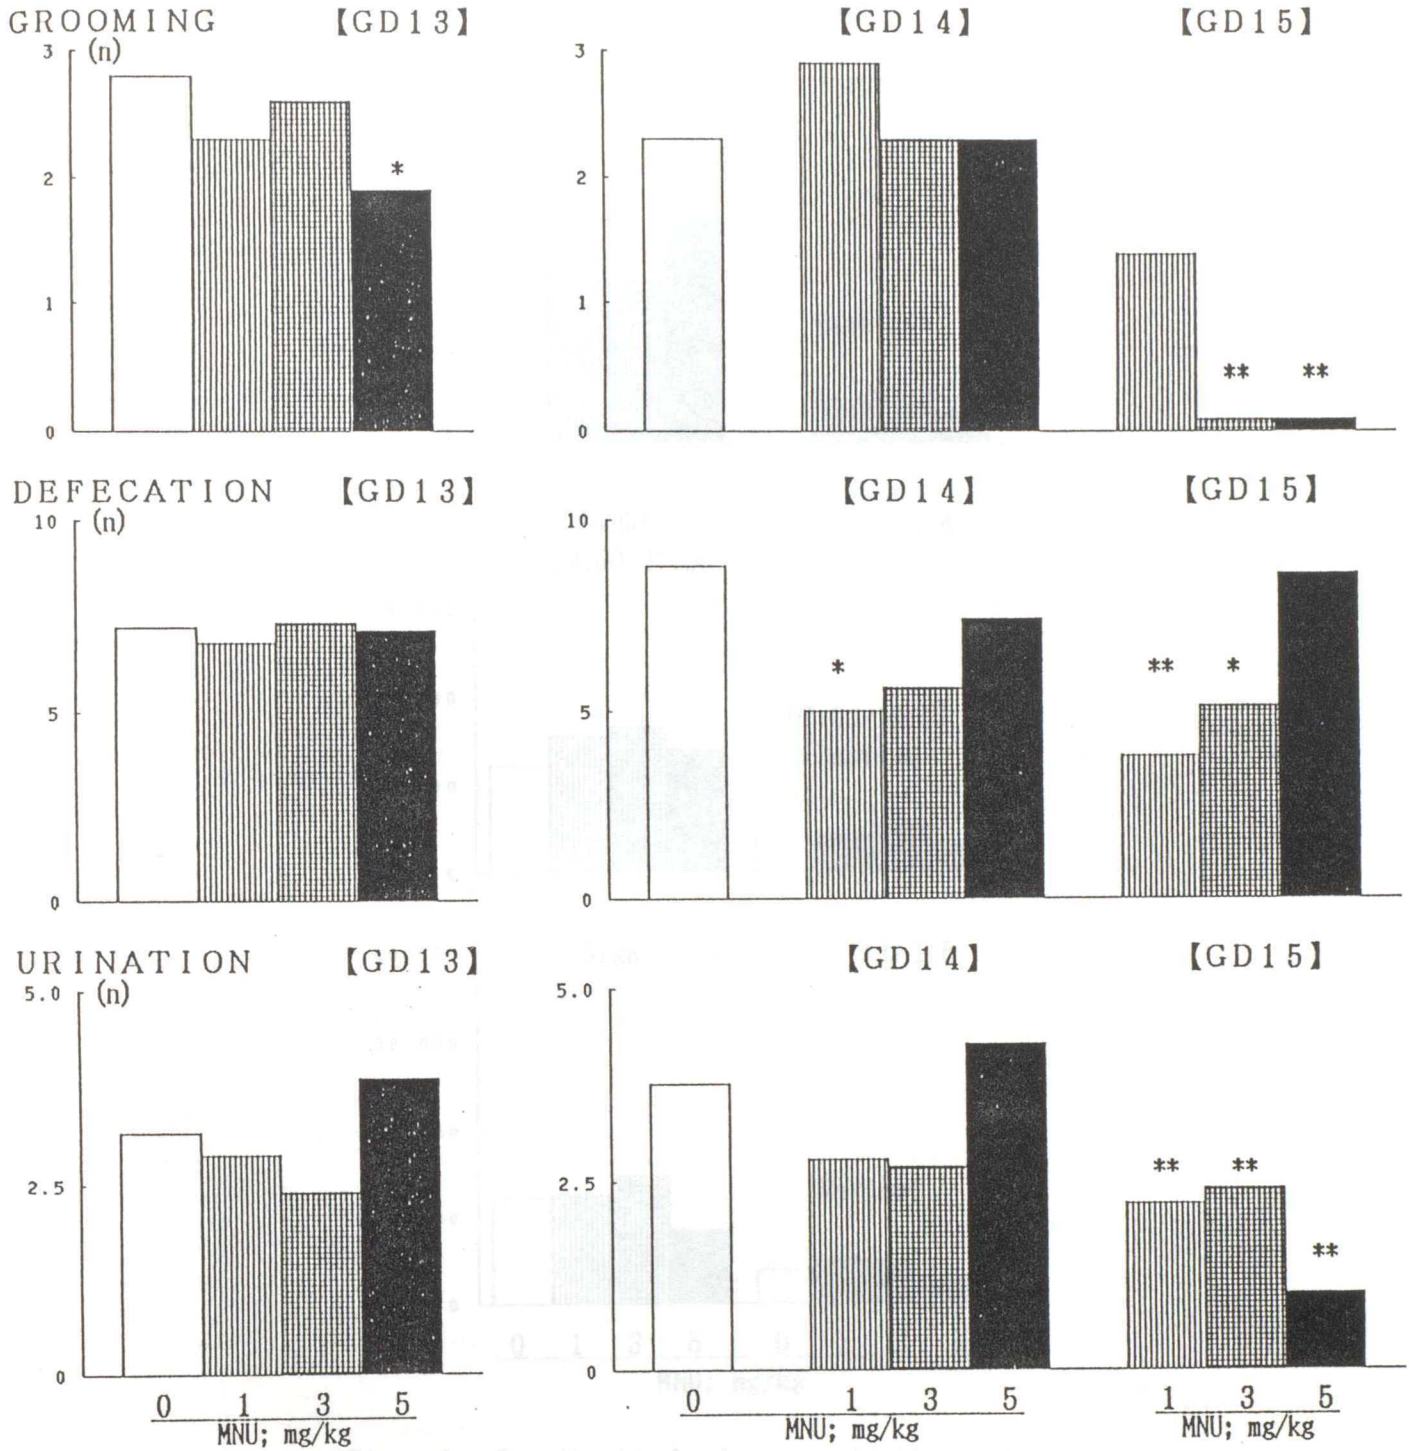 GROOMING 【GD13】 【GD14】 【GD15】
3 (n) 3
* 
2 2
1 1
** **
0 0
DEFECATION 【GD13】 【GD14】 【GD15】
10 (n) 10
* ** *
5 5
0 0
URINATION 【GD13】 【GD14】 【GD15】
5.0 (n) 5.0
** **
2.5 2.5
**
0 0
0 1 3 5 0 1 3 5 1 3 5
MNU; mg/kg MNU; mg/kg MNU; mg/kg